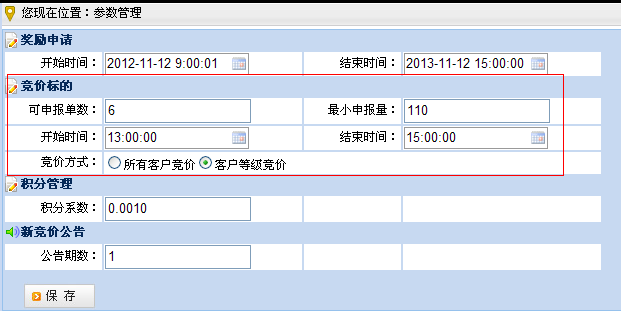 您现在位置：参数管理
奖励申请
开始时间： 2012-11-12 9:00:01 结束时间： 2013-11-12 15:00:00
竞价标的
可申报单数： 6 最小申报量： 110
开始时间： 13:00:00 结束时间： 15:00:00
竞价方式： 所有客户竞价 客户等级竞价
积分管理
积分系数： 0.0010
新竞价公告
公告期数： 1
保 存